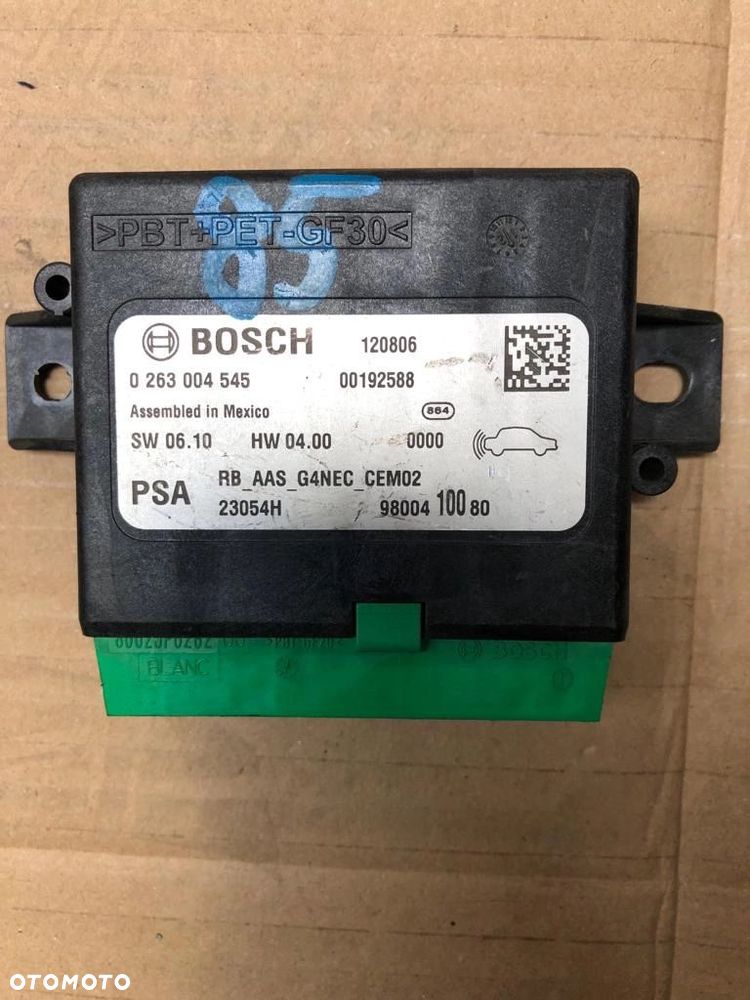 85
>PBT+PET-GF30<
BOSCH 120806
0 263 004 545 00192588
Assembled in Mexico 864
SW 06.10 HW 04.00 0000
RB_AAS_G4NEC_CEM02
PSA 23054H 98004 100 80
BLANC
BOSCH
OTOMOTO